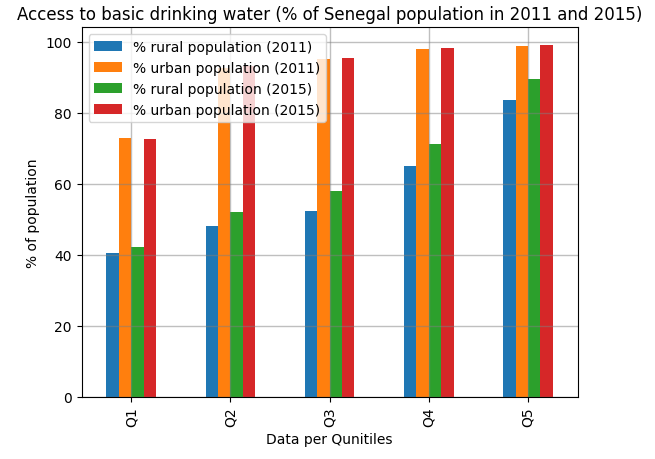 Access to basic drinking water (% of Senegal population in 2011 and 2015)
% rural population (2011)
% urban population (2011)
% rural population (2015)
% urban population (2015)
100
80
60
40
20
0
% of population
Q1 Q2 Q3 Q4 Q5
Data per Qunitiles